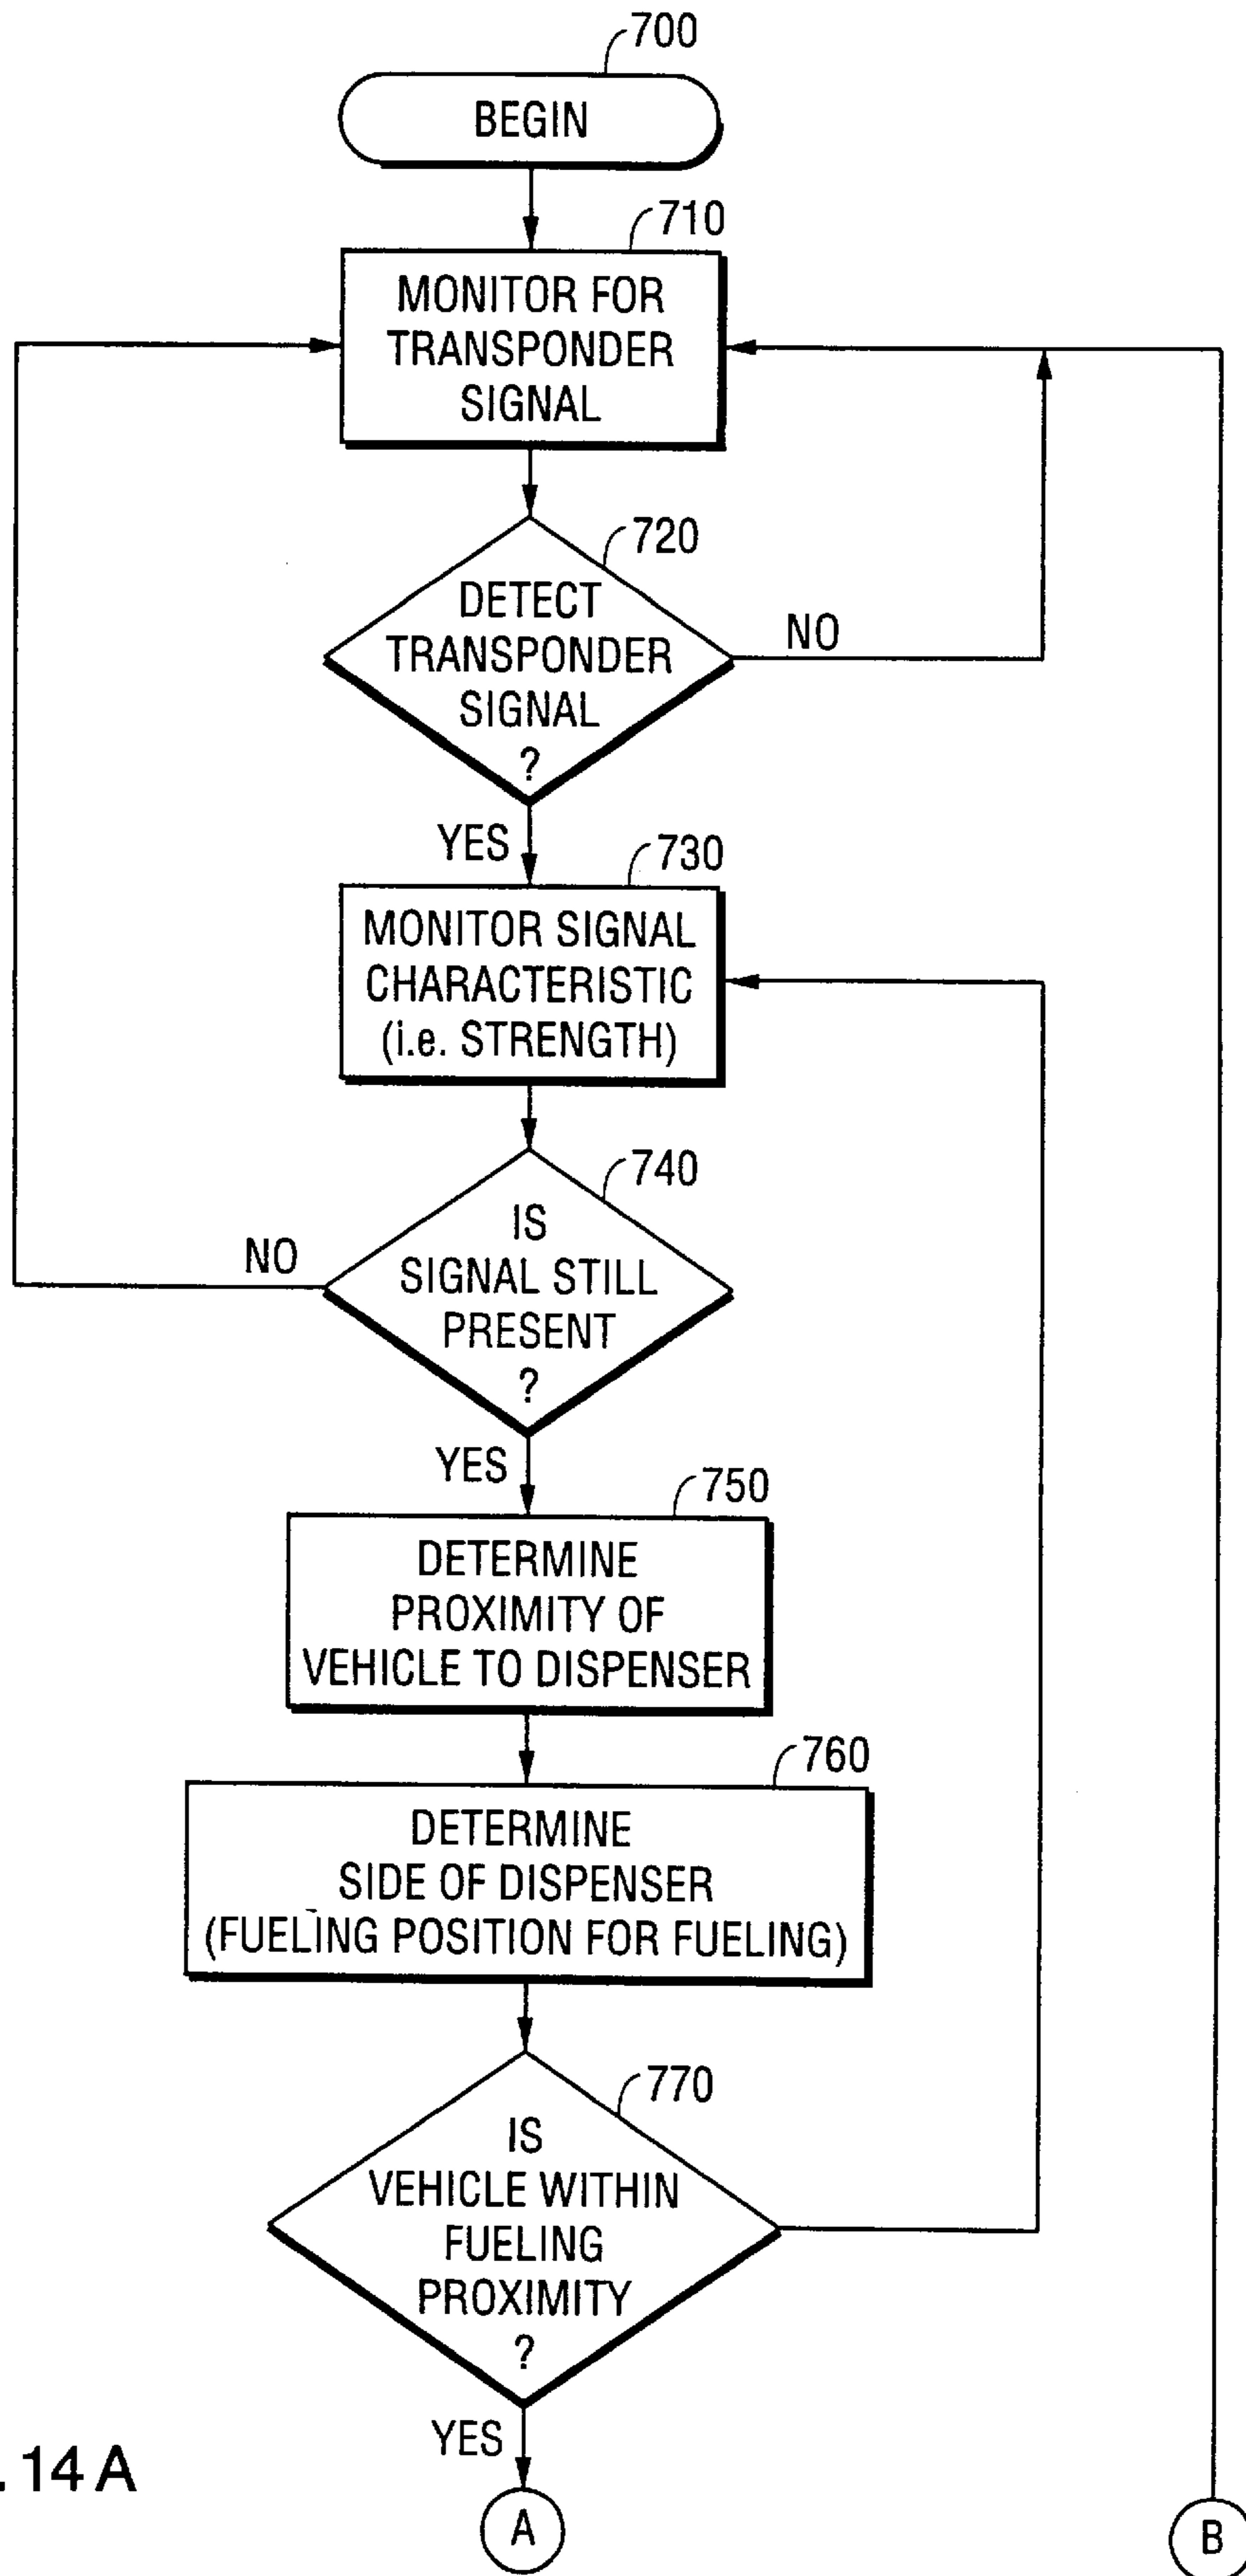 700
BEGIN
710
MONITOR FOR
TRANSPONDER
SIGNAL
720
DETECT
TRANSPONDER
SIGNAL
?
NO
YES
730
MONITOR SIGNAL
CHARACTERISTIC
(i.e. STRENGTH)
740
IS
SIGNAL STILL
PRESENT
?
NO
YES
750
DETERMINE
PROXIMITY OF
VEHICLE TO DISPENSER
760
DETERMINE
SIDE OF DISPENSER
(FUELING POSITION FOR FUELING)
770
IS
VEHICLE WITHIN
FUELING
PROXIMITY
?
YES
. 14 A
A
B